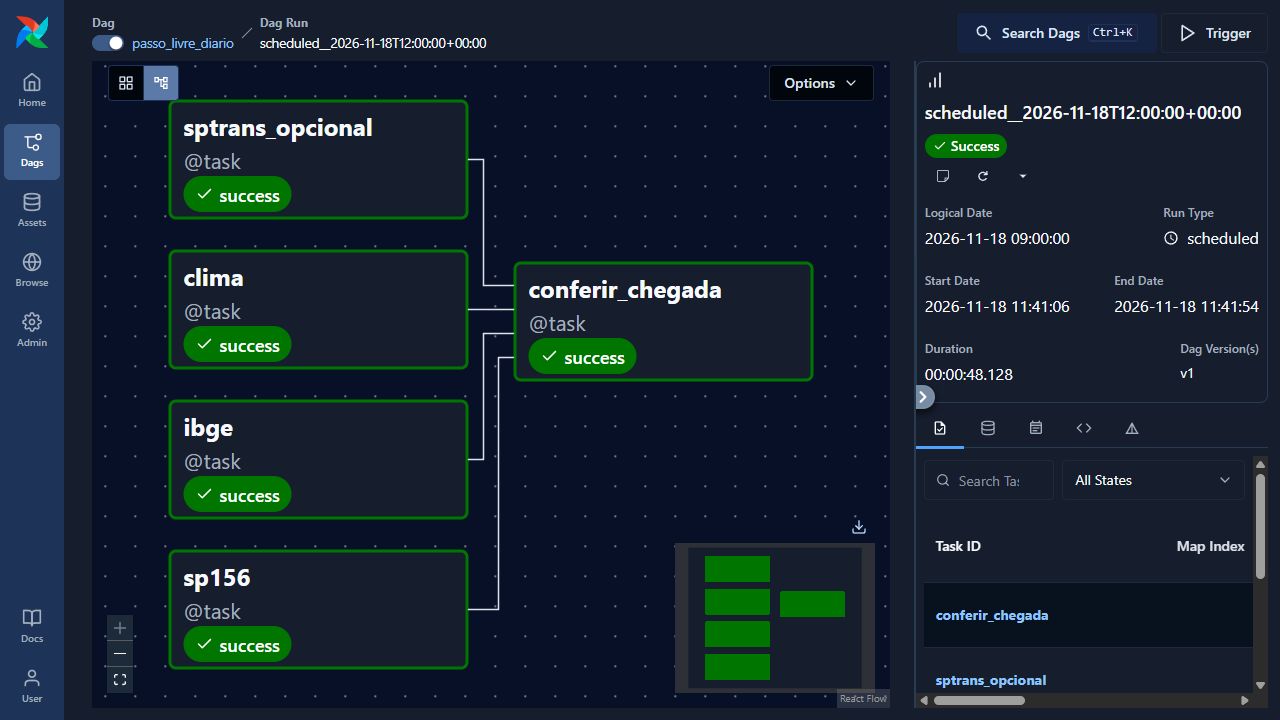 Dag
passo_livre_diario
Dag Run
scheduled__2026-11-18T12:00:00+00:00
Search Dags Ctrl+K
Trigger
Home
Dags
Assets
Browse
Admin
Docs
User
Options
sptrans_opcional
@task
success
clima
@task
success
ibge
@task
success
sp156
@task
success
conferir_chegada
@task
success
React Flow
scheduled__2026-11-18T12:00:00+00:00
Success
Logical Date
2026-11-18 09:00:00
Run Type
scheduled
Start Date
2026-11-18 11:41:06
End Date
2026-11-18 11:41:54
Duration
00:00:48.128
Dag Version(s)
v1
Search Tas
All States
Task ID
Map Index
conferir_chegada
sptrans_opcional